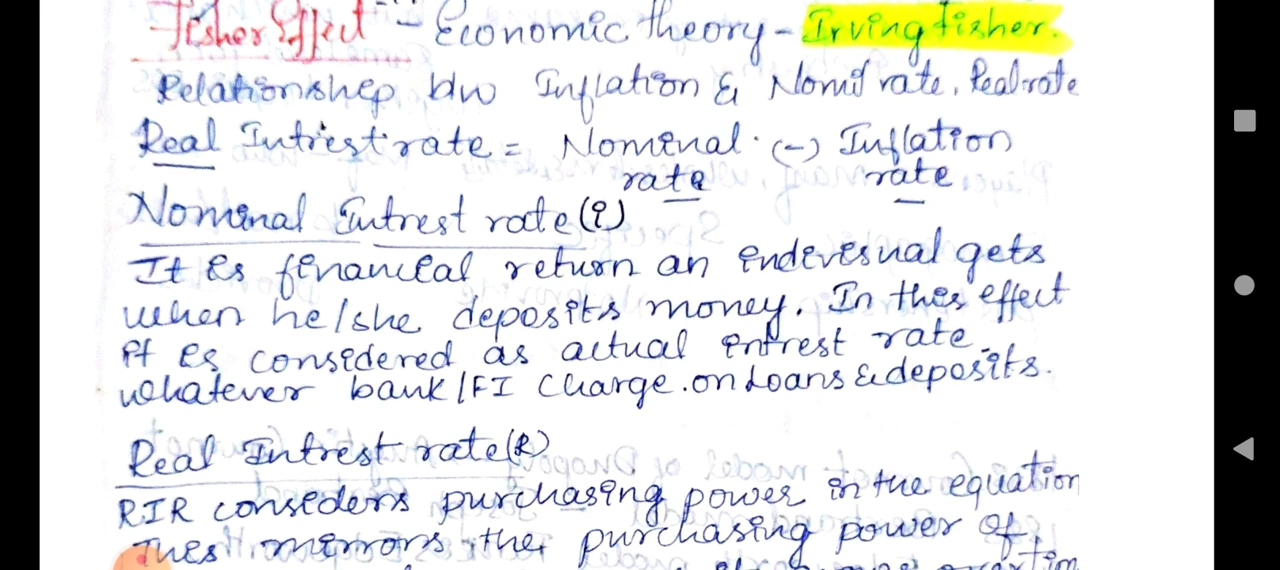 Fisher Effect - Economic theory - Irving Fisher.
Relationship b/w Inflation & Nominl rate, Real rate
Real Intrest rate = Nominal rate (-) Inflation rate
Nominal Intrest rate (i)
It is financial return an indivisual gets
when he/she deposits money. In this effect
it is considered as actual intrest rate
whatever bank/FI charge on Loans & deposits.
Real Intrest rate (R)
RIR considers purchasing power in the equation
This mirrors the purchasing power of